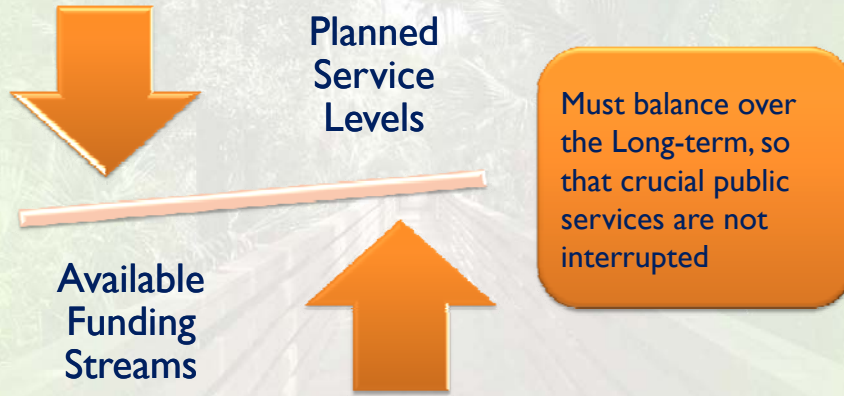 Planned
Service
Levels
Must balance over
the Long-term, so
that crucial public
services are not
interrupted
Available
Funding
Streams